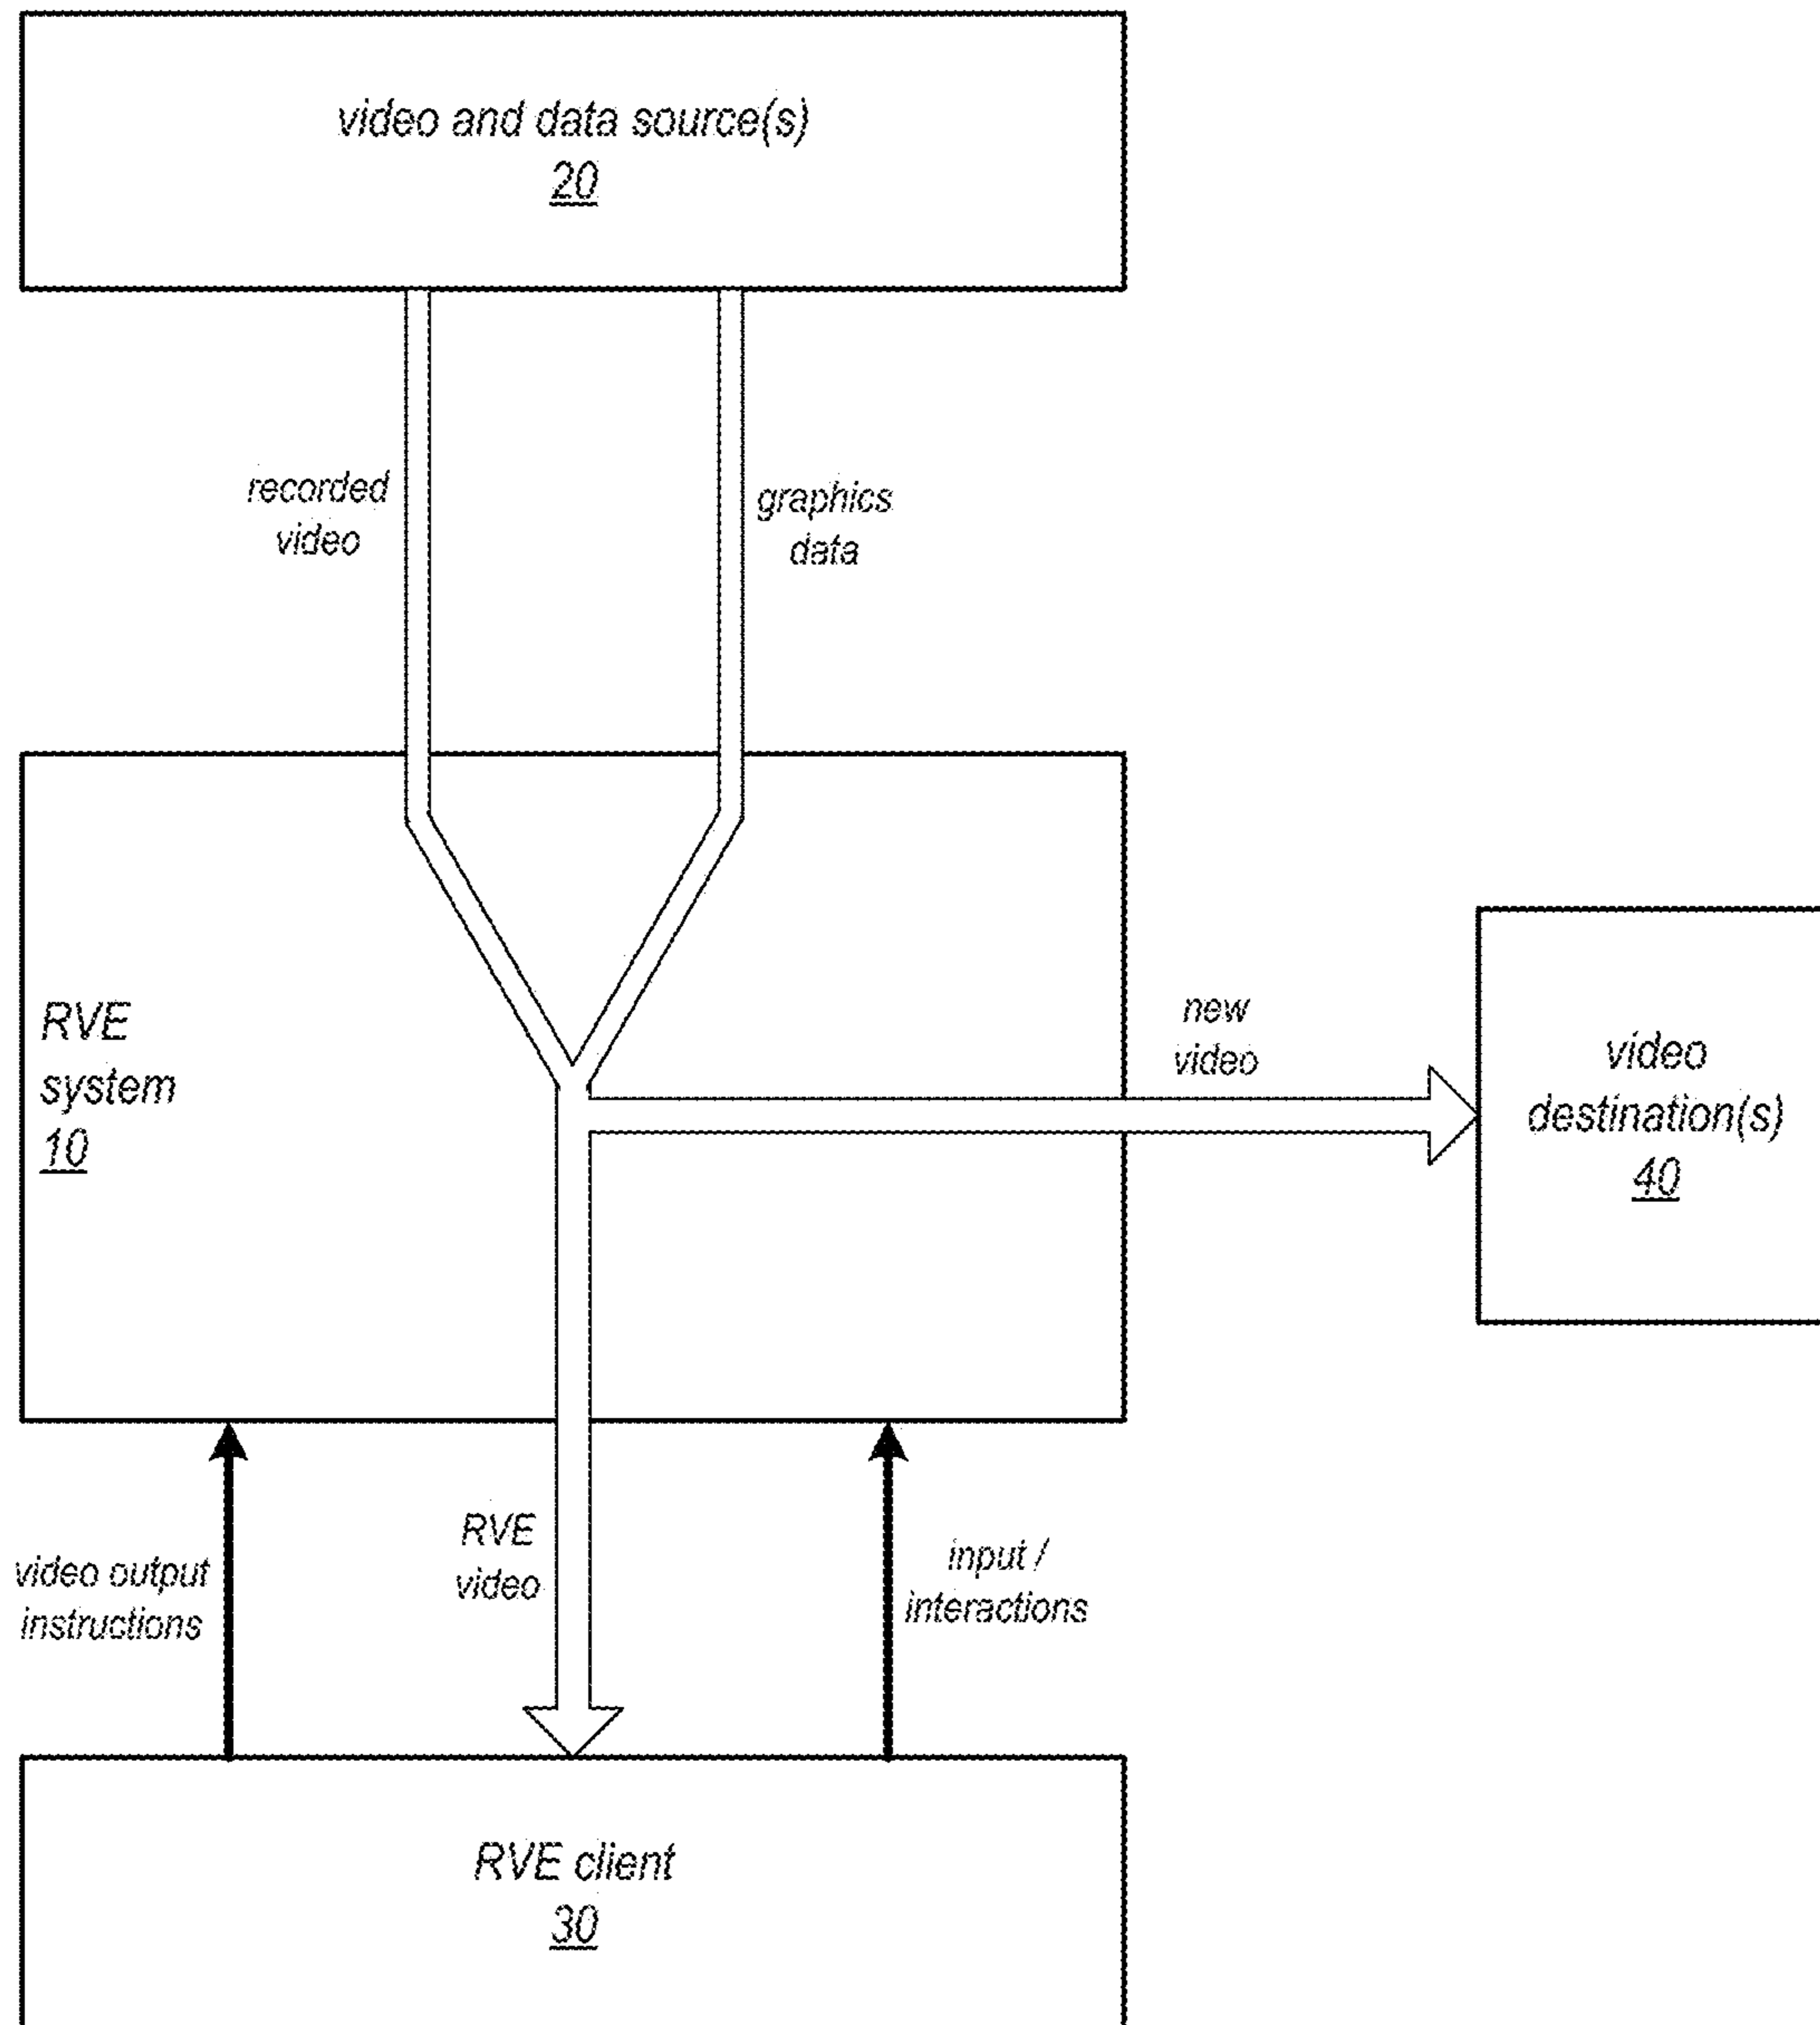 video and data source(s)
20
recorded
video
graphics
data
RVE
system
10
new
video
video
destination(s)
40
video output
instructions
RVE
video
input /
interactions
RVE client
30